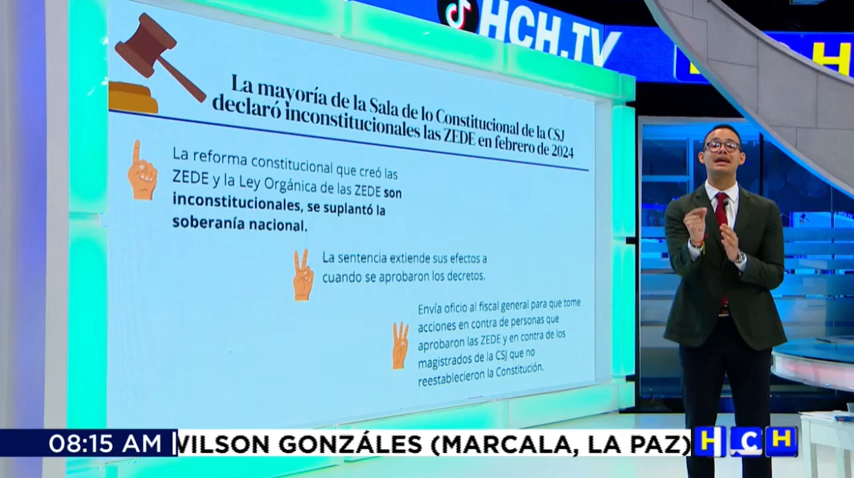 HCH.TV
H
La mayoría de la Sala de lo Constitucional de la CSJ
declaró inconstitucionales las ZEDE en febrero de 2024
La reforma constitucional que creó las
ZEDE y la Ley Orgánica de las ZEDE son
inconstitucionales, se suplantó la
soberanía nacional.
La sentencia extiende sus efectos a
cuando se aprobaron los decretos.
Envía oficio al fiscal general para que tome
acciones en contra de personas que
aprobaron las ZEDE y en contra de los
magistrados de la CSJ que no
reestablecieron la Constitución.
08:15 AM
WILSON GONZÁLES (MARCALA, LA PAZ)
HCH